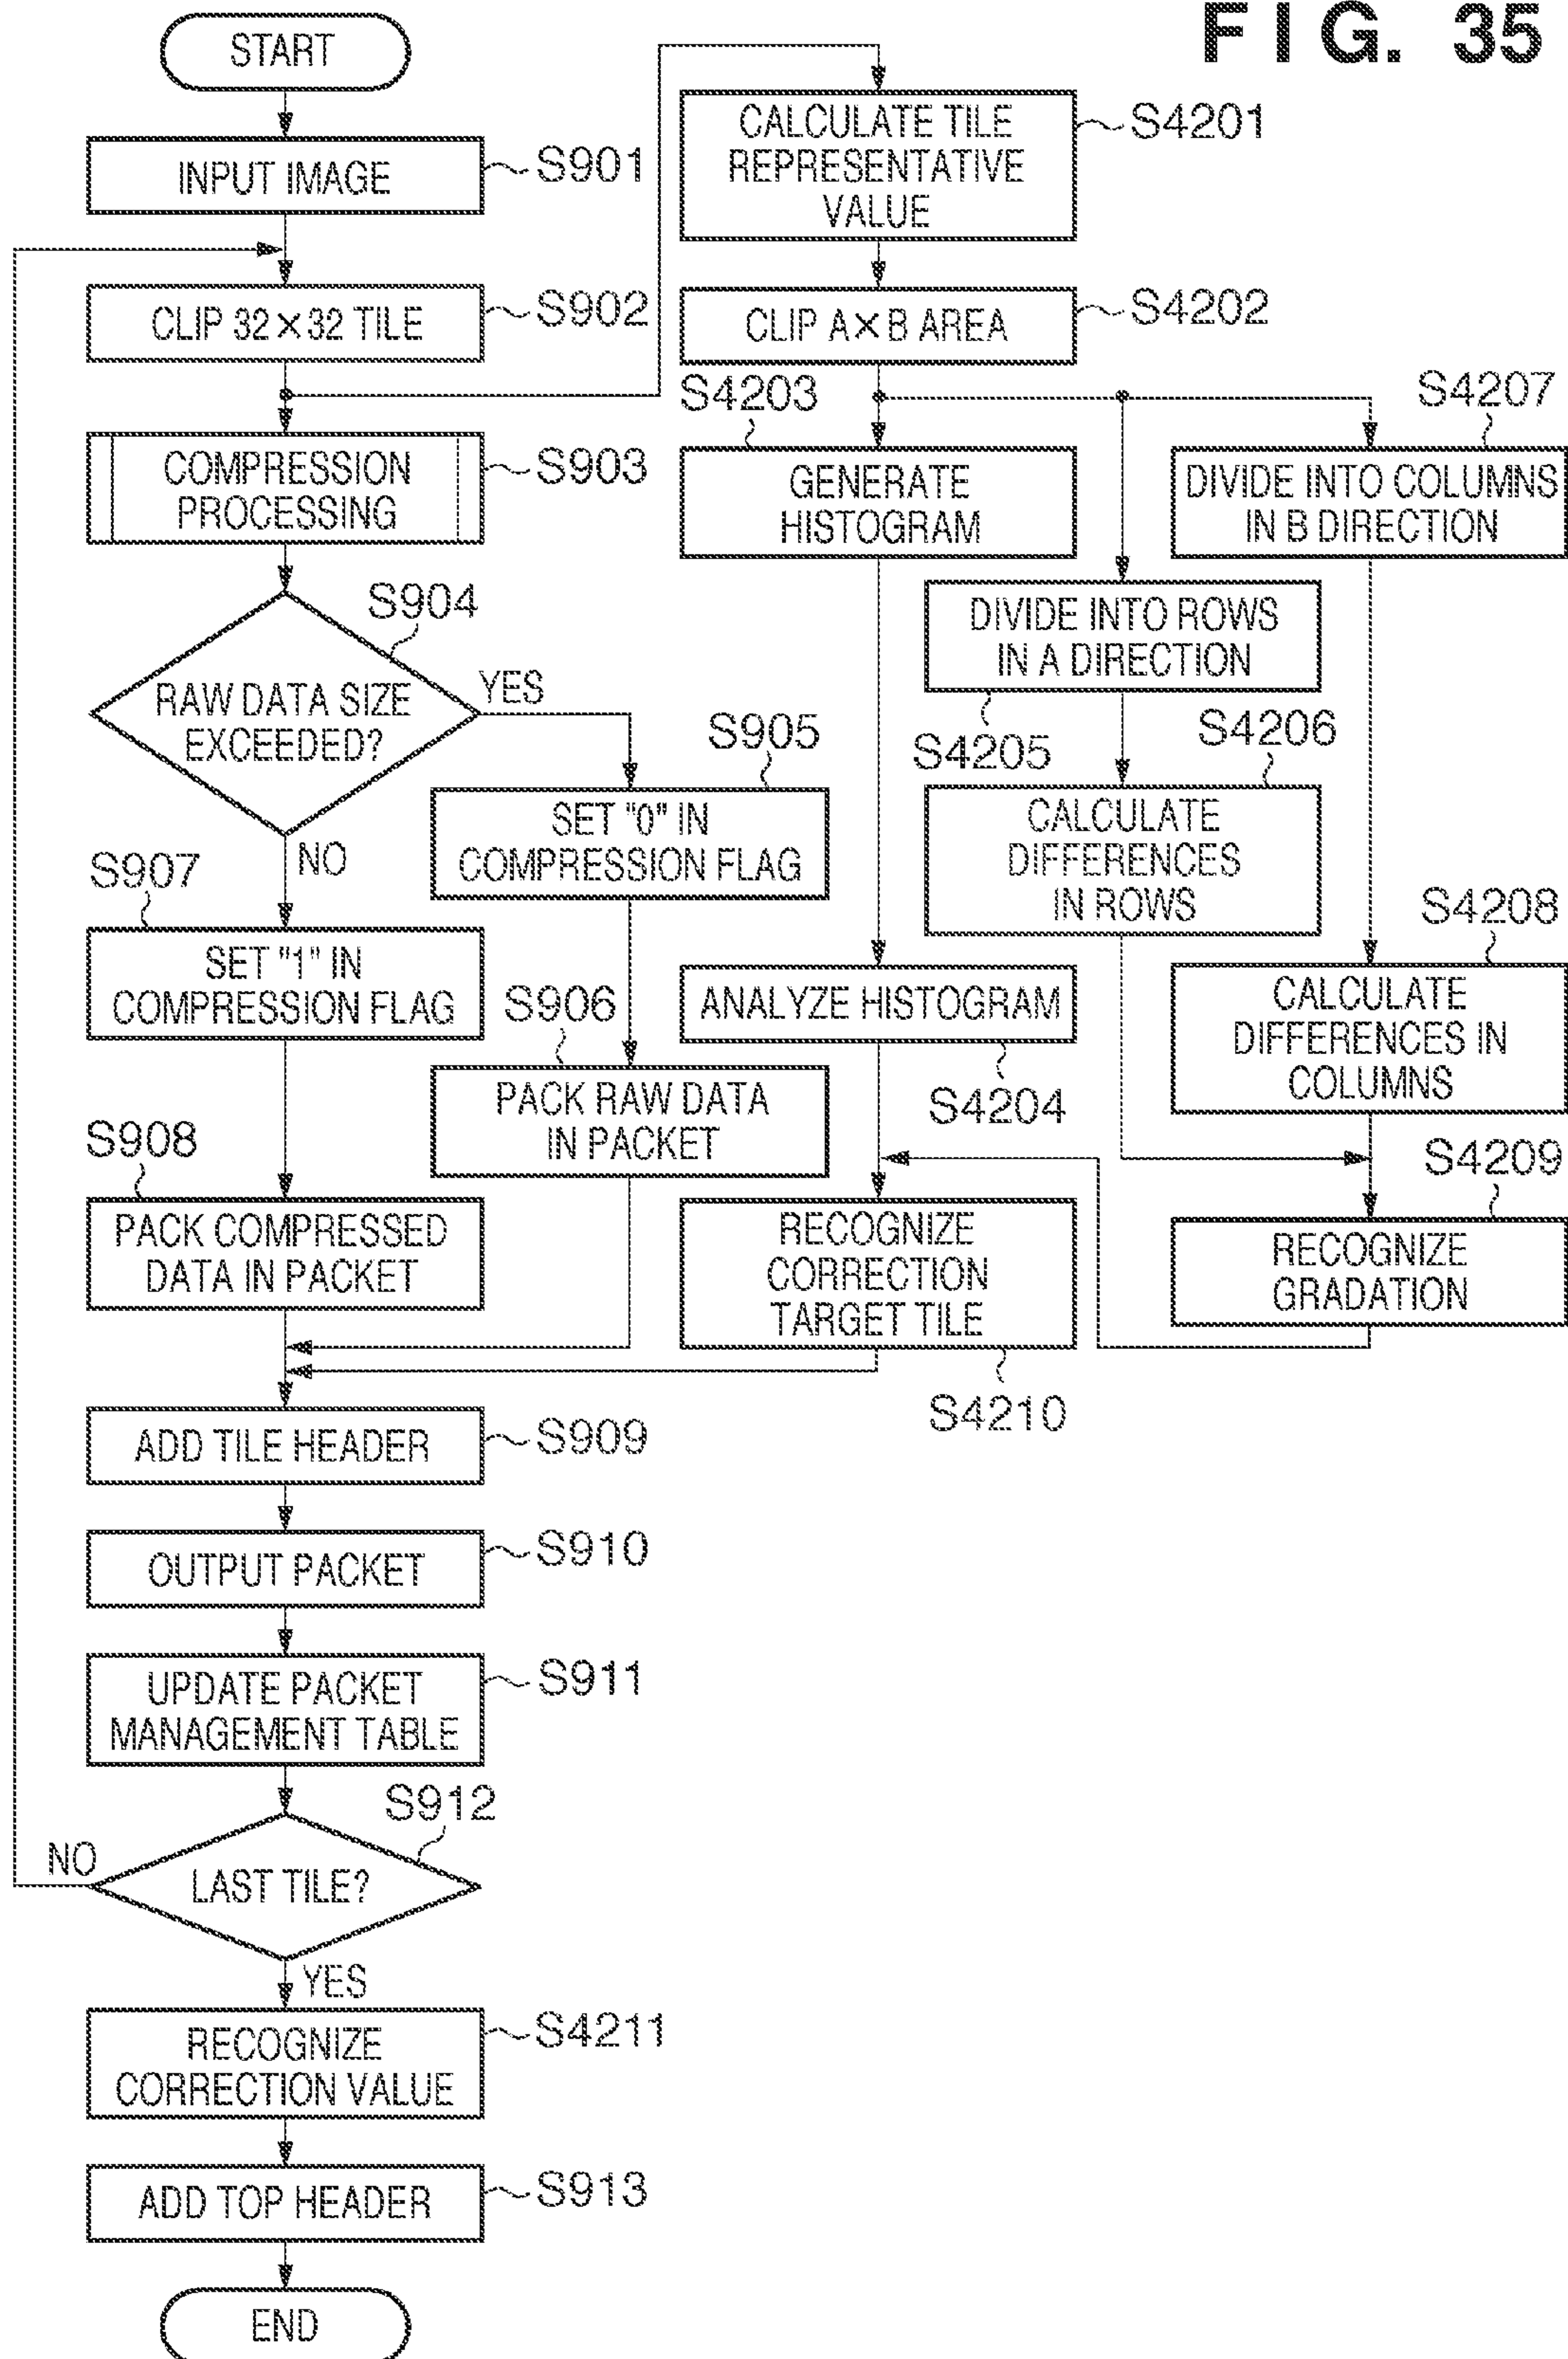 FIG. 35
START
INPUT IMAGE
S901
CLIP 32×32 TILE
S902
COMPRESSION
PROCESSING
S903
S904
RAW DATA SIZE
EXCEEDED?
YES
NO
S905
SET "0" IN
COMPRESSION FLAG
S906
PACK RAW DATA
IN PACKET
S907
SET "1" IN
COMPRESSION FLAG
S908
PACK COMPRESSED
DATA IN PACKET
CALCULATE TILE
REPRESENTATIVE
VALUE
S4201
CLIP A×B AREA
S4202
S4203
GENERATE
HISTOGRAM
ANALYZE HISTOGRAM
S4204
DIVIDE INTO ROWS
IN A DIRECTION
S4205
S4206
CALCULATE
DIFFERENCES
IN ROWS
S4207
DIVIDE INTO COLUMNS
IN B DIRECTION
S4208
CALCULATE
DIFFERENCES IN
COLUMNS
S4209
RECOGNIZE
GRADATION
RECOGNIZE
CORRECTION
TARGET TILE
S4210
ADD TILE HEADER
S909
OUTPUT PACKET
S910
UPDATE PACKET
MANAGEMENT TABLE
S911
S912
LAST TILE?
NO
YES
RECOGNIZE
CORRECTION VALUE
S4211
ADD TOP HEADER
S913
END